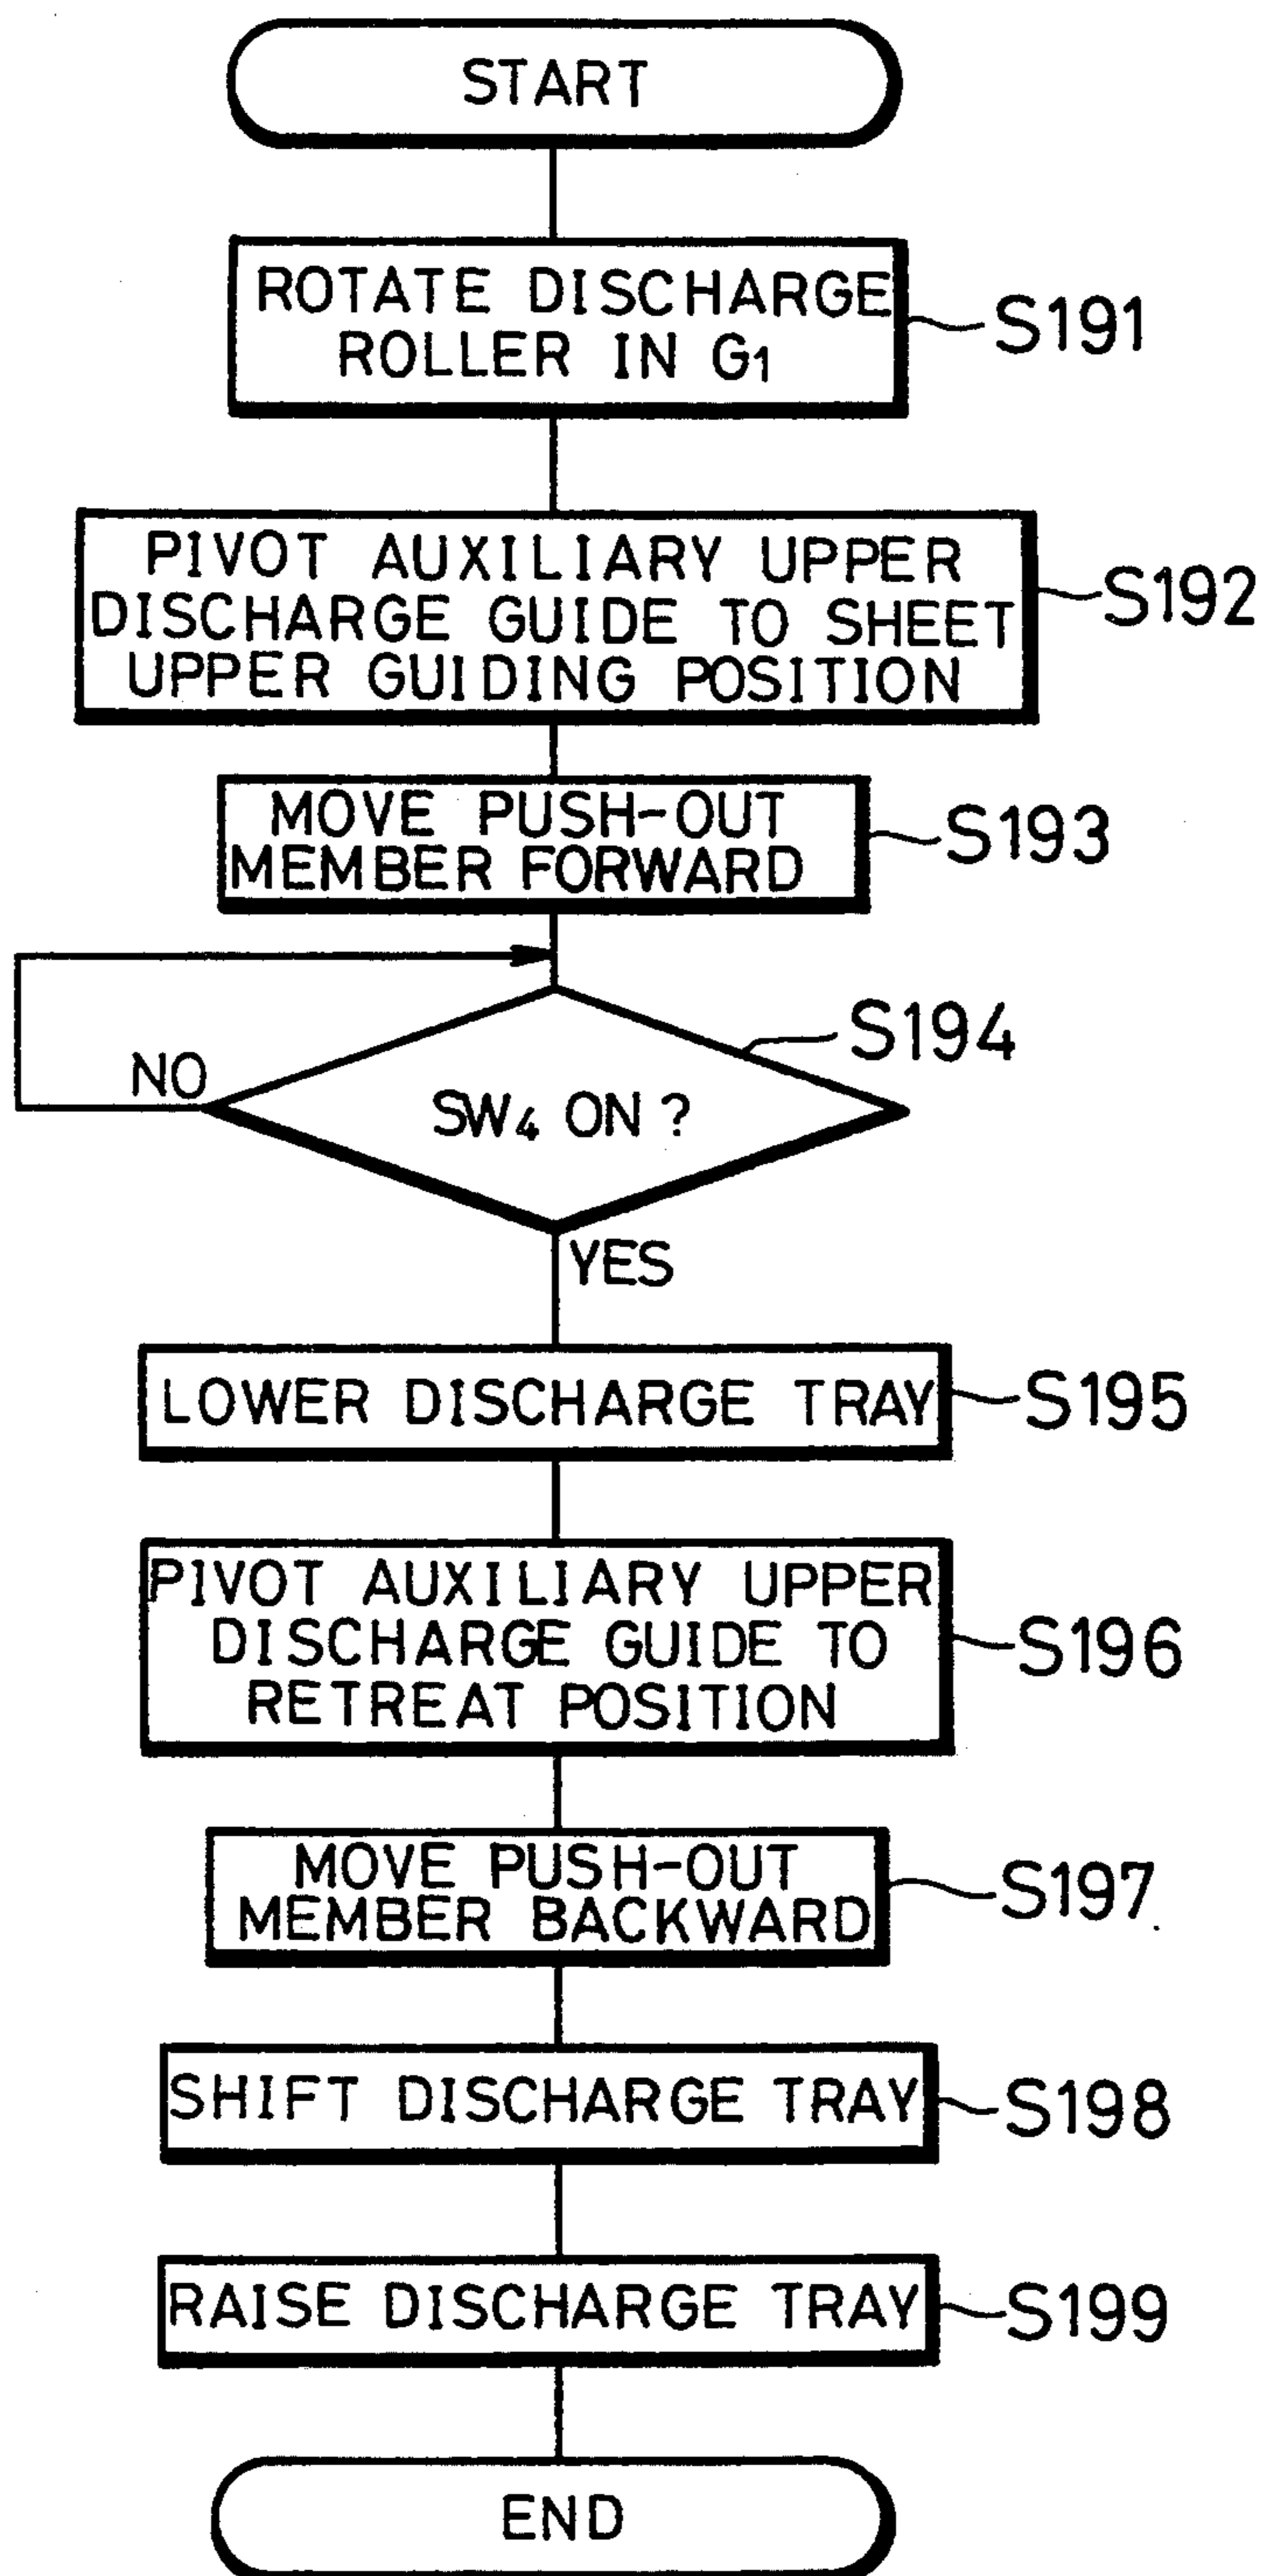 START
ROTATE DISCHARGE
ROLLER IN G1
S191
PIVOT AUXILIARY UPPER
DISCHARGE GUIDE TO SHEET
UPPER GUIDING POSITION
S192
MOVE PUSH-OUT
MEMBER FORWARD
S193
S194
NO
SW4 ON ?
YES
LOWER DISCHARGE TRAY
S195
PIVOT AUXILIARY UPPER
DISCHARGE GUIDE TO
RETREAT POSITION
S196
MOVE PUSH-OUT
MEMBER BACKWARD
S197
SHIFT DISCHARGE TRAY
S198
RAISE DISCHARGE TRAY
S199
END